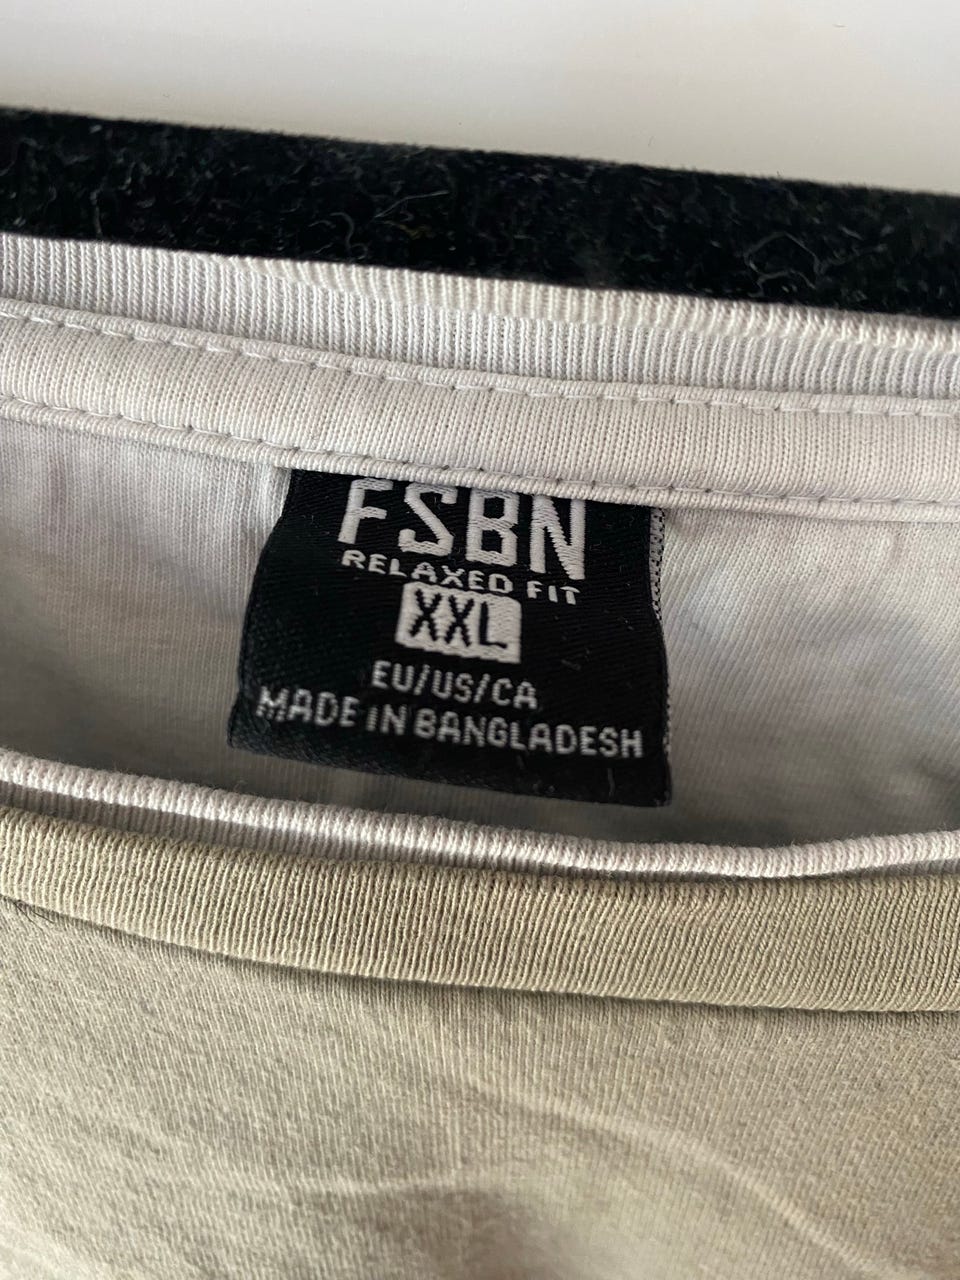 FSBN
RELAXED FIT
XXL
EU/US/CA
MADE IN BANGLADESH